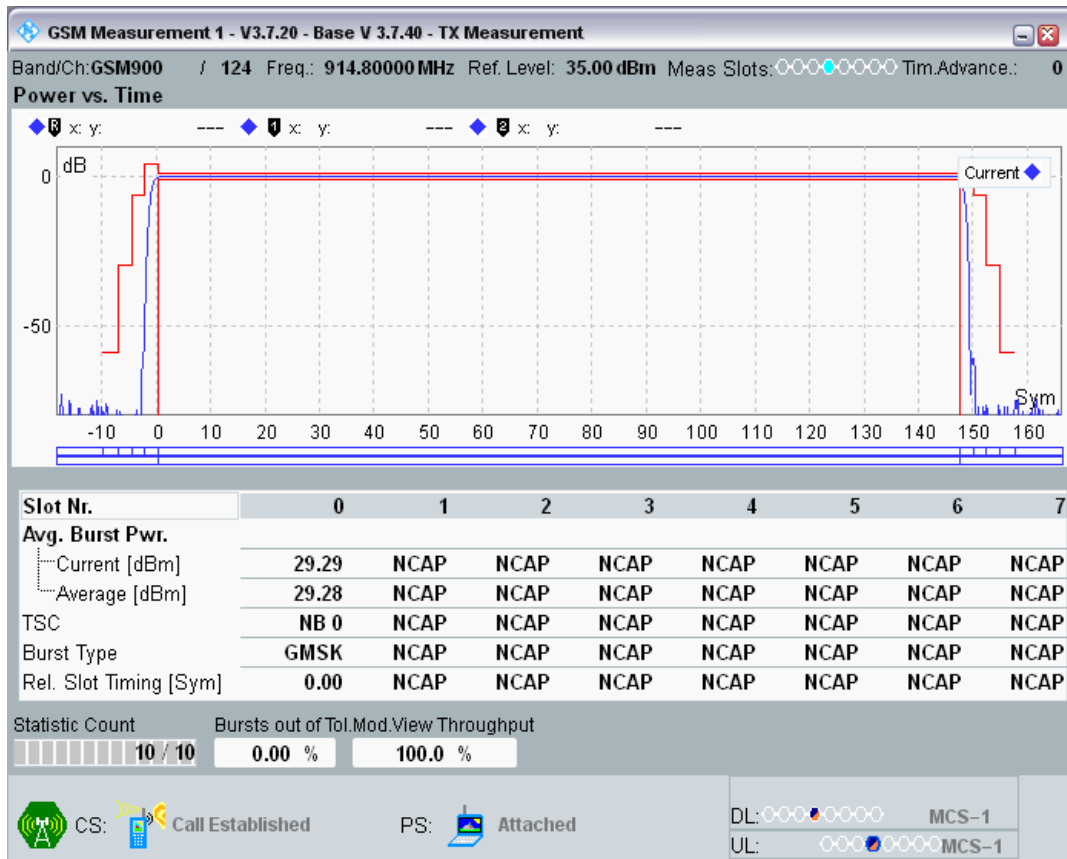 GSM Measurement 1 - V3.7.20 - Base V 3.7.40 - TX Measurement
Band/Ch:GSM900 / 124 Freq.: 914.80000 MHz Ref. Level: 35.00 dBm Meas Slots: Tim.Advance.: 0
Power vs. Time
R x: y: --- 1 x: y: --- 2 x: y: ---
dB
0
Current
-50
Sym
-10 0 10 20 30 40 50 60 70 80 90 100 110 120 130 140 150 160
Slot Nr. 0 1 2 3 4 5 6 7
Avg. Burst Pwr.
Current [dBm] 29.29 NCAP NCAP NCAP NCAP NCAP NCAP NCAP
Average [dBm] 29.28 NCAP NCAP NCAP NCAP NCAP NCAP NCAP
TSC NB 0 NCAP NCAP NCAP NCAP NCAP NCAP NCAP
Burst Type GMSK NCAP NCAP NCAP NCAP NCAP NCAP NCAP
Rel. Slot Timing [Sym] 0.00 NCAP NCAP NCAP NCAP NCAP NCAP NCAP
Statistic Count Bursts out of Tol. Mod.View Throughput
10 / 10 0.00 % 100.0 %
CS: Call Established PS: Attached
DL: MCS-1
UL: MCS-1